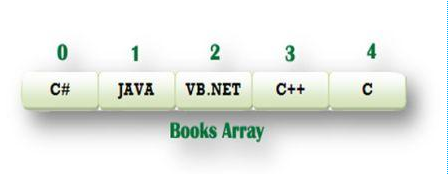 0 1 2 3 4
C# JAVA VB.NET C++ C
Books Array